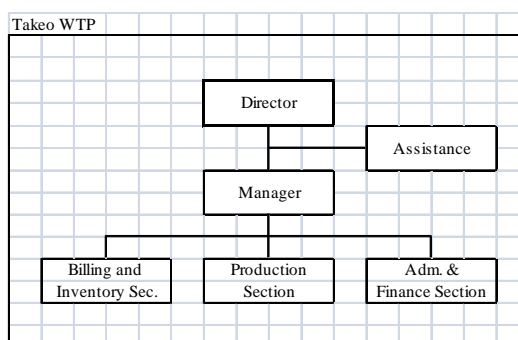 Takeo WTP
Director
Assistance
Manager
Billing and
Inventory Sec.
Production
Section
Adm. &
Finance Section